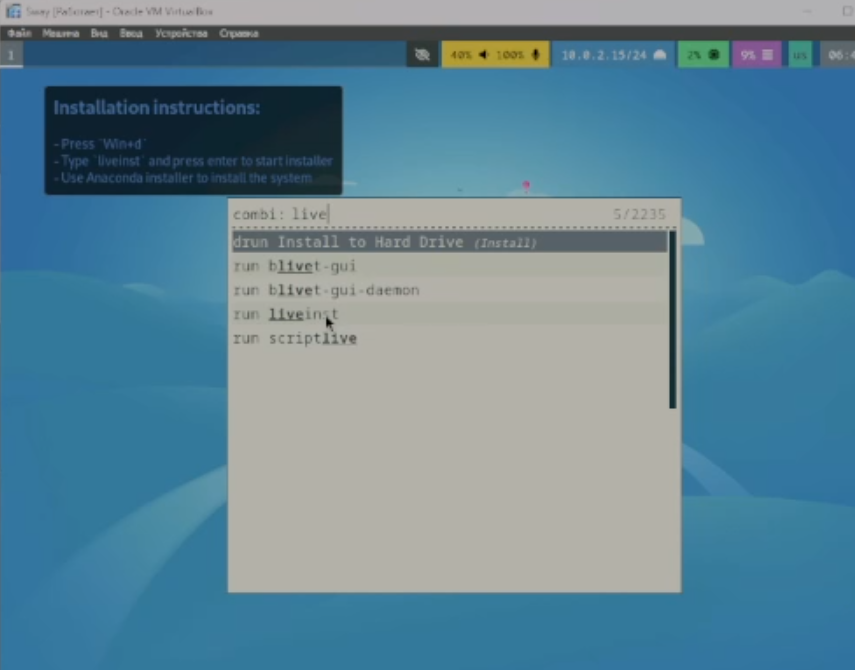 Sway [Работает] - Oracle VM VirtualBox
Файл Машина Вид Ввод Устройства Справка
1 40% 100% 10.0.2.15/24 2% 9% 06:4
Installation instructions:
- Press `Win+d`
- Type `liveinst` and press enter to start installer
- Use Anaconda installer to install the system
combi: live 5/2235
drun Install to Hard Drive (Install)
run blivet-gui
run blivet-gui-daemon
run liveinst
run scriptlive